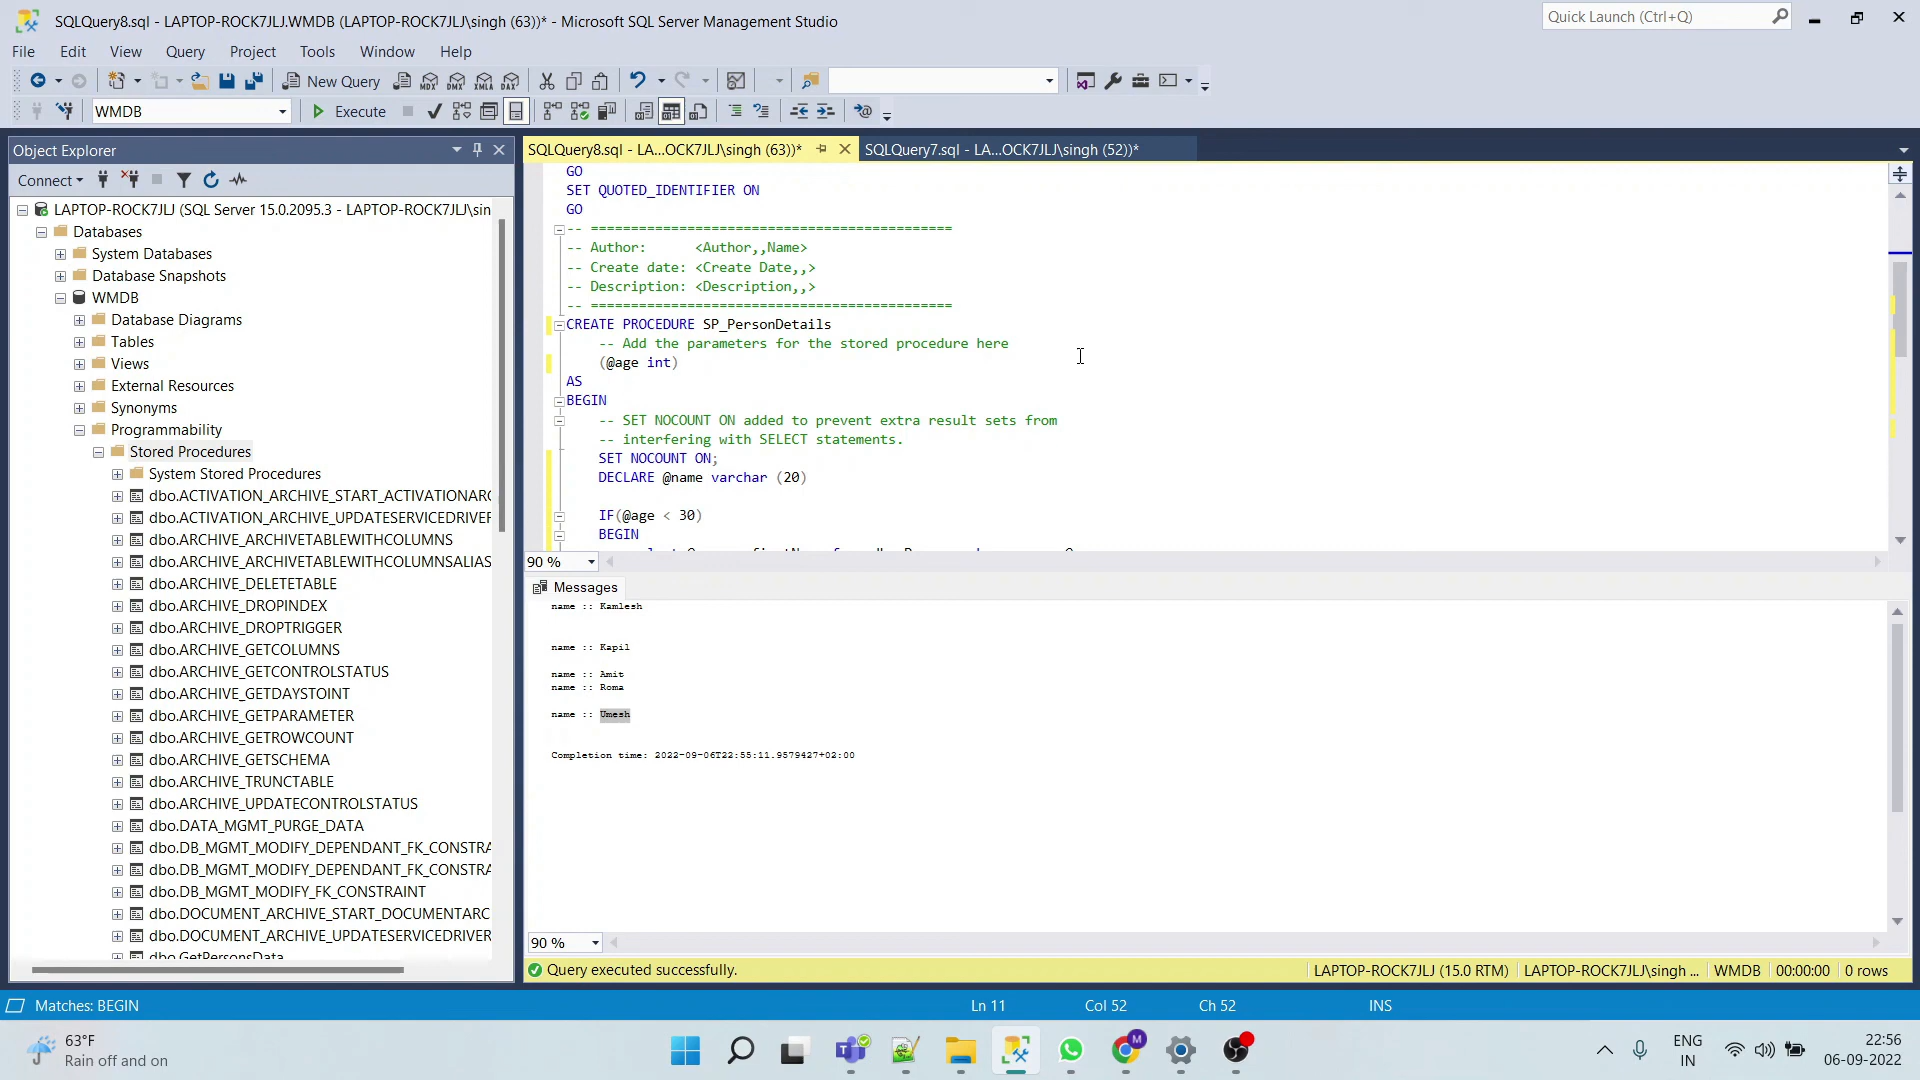 SQLQuery8.sql - LAPTOP-ROCK7JLJ.WMDB (LAPTOP-ROCK7JLJ\singh (63))* - Microsoft SQL Server Management Studio
Quick Launch (Ctrl+Q)
File Edit View Query Project Tools Window Help
New Query
MDX DMX XMLA DAX
WMDB
Execute
Object Explorer
Connect
LAPTOP-ROCK7JLJ (SQL Server 15.0.2095.3 - LAPTOP-ROCK7JLJ\sin
Databases
System Databases
Database Snapshots
WMDB
Database Diagrams
Tables
Views
External Resources
Synonyms
Programmability
Stored Procedures
System Stored Procedures
dbo.ACTIVATION_ARCHIVE_START_ACTIVATIONARC
dbo.ACTIVATION_ARCHIVE_UPDATESERVICEDRIVER
dbo.ARCHIVE_ARCHIVETABLEWITHCOLUMNS
dbo.ARCHIVE_ARCHIVETABLEWITHCOLUMNSALIAS
dbo.ARCHIVE_DELETETABLE
dbo.ARCHIVE_DROPINDEX
dbo.ARCHIVE_DROPTRIGGER
dbo.ARCHIVE_GETCOLUMNS
dbo.ARCHIVE_GETCONTROLSTATUS
dbo.ARCHIVE_GETDAYSTOINT
dbo.ARCHIVE_GETPARAMETER
dbo.ARCHIVE_GETROWCOUNT
dbo.ARCHIVE_GETSCHEMA
dbo.ARCHIVE_TRUNCTABLE
dbo.ARCHIVE_UPDATECONTROLSTATUS
dbo.DATA_MGMT_PURGE_DATA
dbo.DB_MGMT_MODIFY_DEPENDANT_FK_CONSTRA
dbo.DB_MGMT_MODIFY_DEPENDANT_FK_CONSTRA
dbo.DB_MGMT_MODIFY_FK_CONSTRAINT
dbo.DOCUMENT_ARCHIVE_START_DOCUMENTARC
dbo.DOCUMENT_ARCHIVE_UPDATESERVICEDRIVER
dbo.GetPersonsData
SQLQuery8.sql - LA...OCK7JLJ\singh (63))*
SQLQuery7.sql - LA...OCK7JLJ\singh (52))*
GO
SET QUOTED_IDENTIFIER ON
GO
-- =============================================
-- Author: <Author,,Name>
-- Create date: <Create Date,,>
-- Description: <Description,,>
-- =============================================
CREATE PROCEDURE SP_PersonDetails
-- Add the parameters for the stored procedure here
(@age int)
AS
BEGIN
-- SET NOCOUNT ON added to prevent extra result sets from
-- interfering with SELECT statements.
SET NOCOUNT ON;
DECLARE @name varchar (20)
IF(@age < 30)
BEGIN
90 %
Messages
name :: Kamlesh
name :: Kapil
name :: Amit
name :: Roma
name :: Umesh
Completion time: 2022-09-06T22:55:11.9579427+02:00
90 %
Query executed successfully.
LAPTOP-ROCK7JLJ (15.0 RTM) LAPTOP-ROCK7JLJ\singh ... WMDB 00:00:00 0 rows
Matches: BEGIN
Ln 11 Col 52 Ch 52 INS
63°F
Rain off and on
M
ENG
IN
22:56
06-09-2022